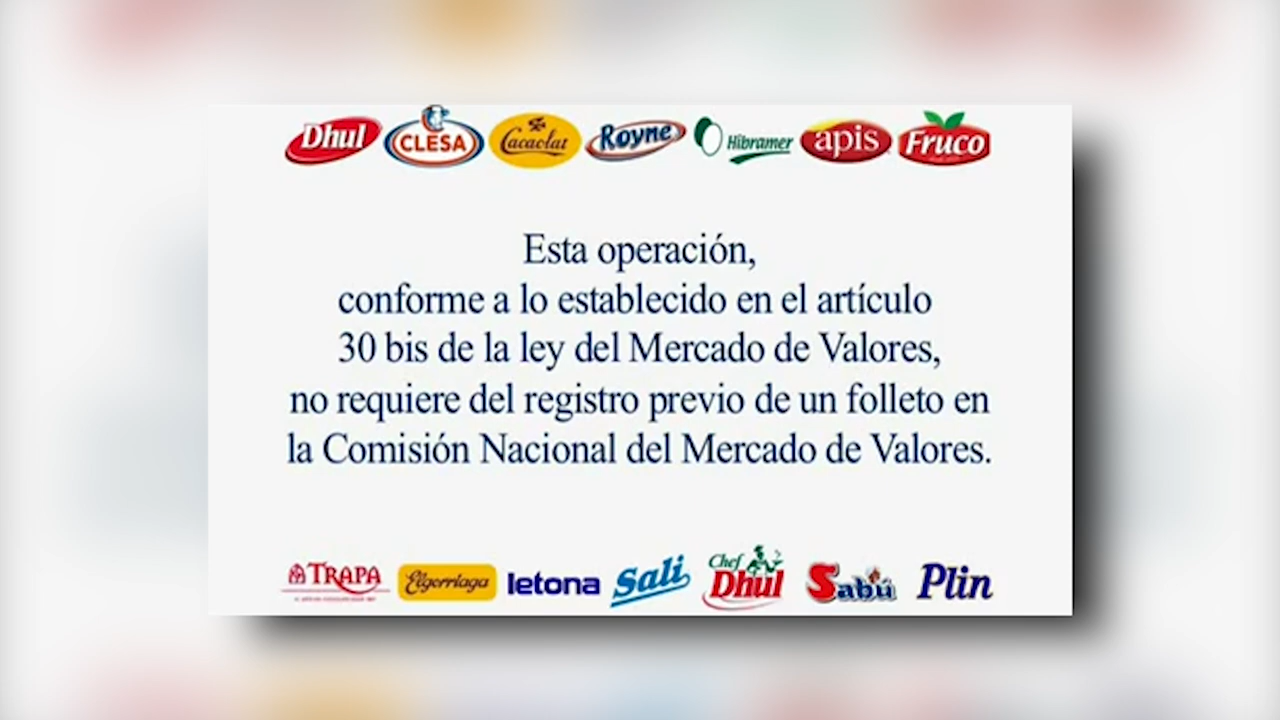 Dhul CLESA Cacaolat Royne Hibramer apis Fruco
Esta operación,
conforme a lo establecido en el artículo
30 bis de la ley del Mercado de Valores,
no requiere del registro previo de un folleto en
la Comisión Nacional del Mercado de Valores.
TRAPA Elgorriaga letona Sali Chef Dhul Sabú Plin